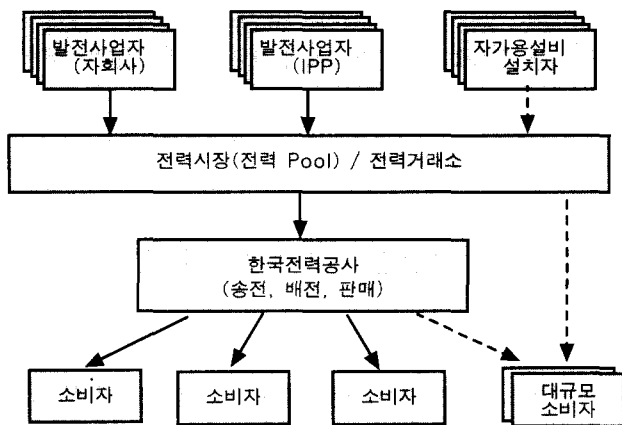 발전사업자
(자회사)
발전사업자
(IPP)
자가용설비
설치자
전력시장(전력 Pool) / 전력거래소
한국전력공사
(송전, 배전, 판매)
소비자
소비자
소비자
대규모
소비자